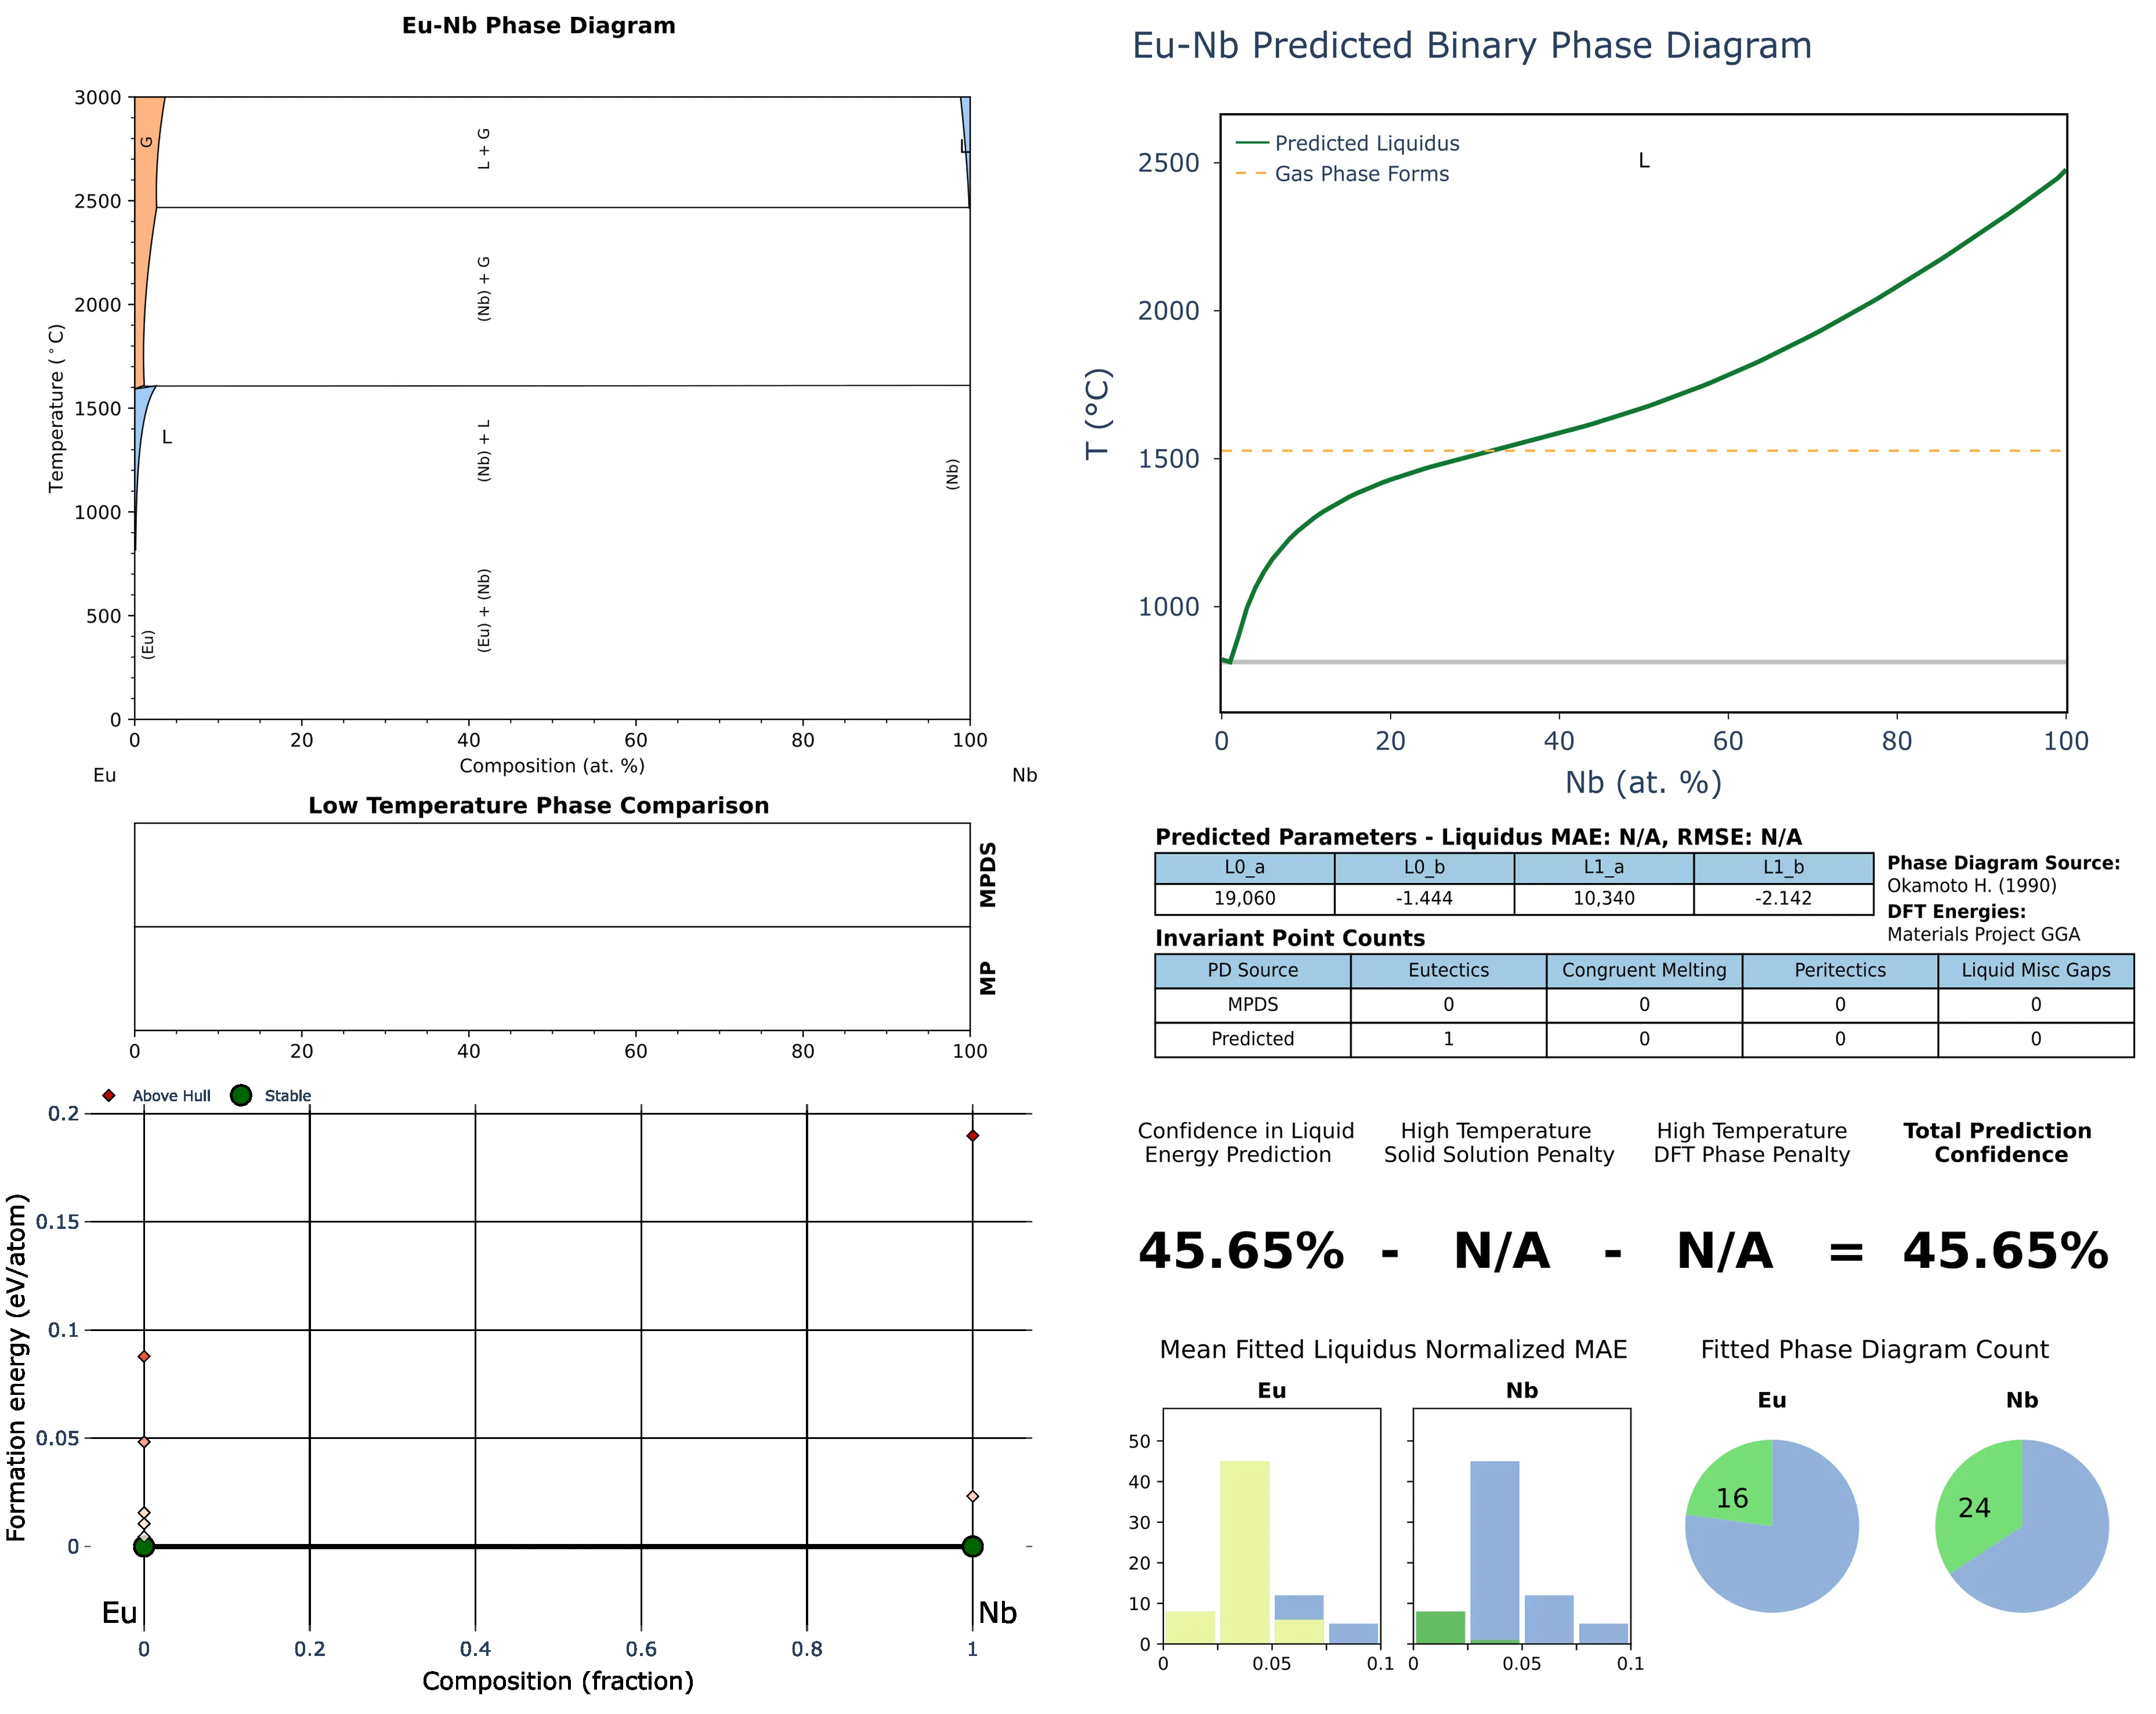 Eu-Nb Phase Diagram
3000
2500
2000
1500
1000
500
0
Temperature (°C)
G
L + G
L
(Nb) + G
L
(Nb) + L
(Nb)
(Eu)
(Eu) + (Nb)
0 20 40 60 80 100
Composition (at. %)
Eu
Nb
Low Temperature Phase Comparison
MPDS
MP
0 20 40 60 80 100
Above Hull
Stable
0.2
0.15
0.1
0.05
0
Formation energy (eV/atom)
Eu
Nb
0 0.2 0.4 0.6 0.8 1
Composition (fraction)
Eu-Nb Predicted Binary Phase Diagram
Predicted Liquidus
Gas Phase Forms
L
2500
2000
1500
1000
T (°C)
0 20 40 60 80 100
Nb (at. %)
Predicted Parameters - Liquidus MAE: N/A, RMSE: N/A
L0_a L0_b L1_a L1_b
19,060 -1.444 10,340 -2.142
Phase Diagram Source:
Okamoto H. (1990)
DFT Energies:
Materials Project GGA
Invariant Point Counts
PD Source Eutectics Congruent Melting Peritectics Liquid Misc Gaps
MPDS 0 0 0 0
Predicted 1 0 0 0
Confidence in Liquid
Energy Prediction
High Temperature
Solid Solution Penalty
High Temperature
DFT Phase Penalty
Total Prediction
Confidence
45.65% - N/A - N/A = 45.65%
Mean Fitted Liquidus Normalized MAE
Eu
Nb
50
40
30
20
10
0
0 0.05 0.1
0 0.05 0.1
Fitted Phase Diagram Count
Eu
Nb
16
24